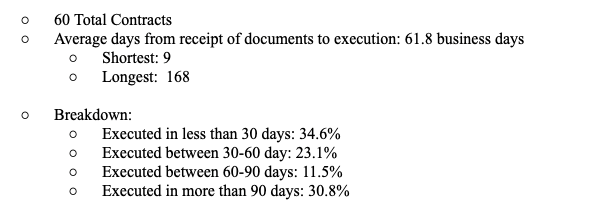 o 60 Total Contracts
o Average days from receipt of documents to execution: 61.8 business days
o Shortest: 9
o Longest: 168
o Breakdown:
o Executed in less than 30 days: 34.6%
o Executed between 30-60 day: 23.1%
o Executed between 60-90 days: 11.5%
o Executed in more than 90 days: 30.8%